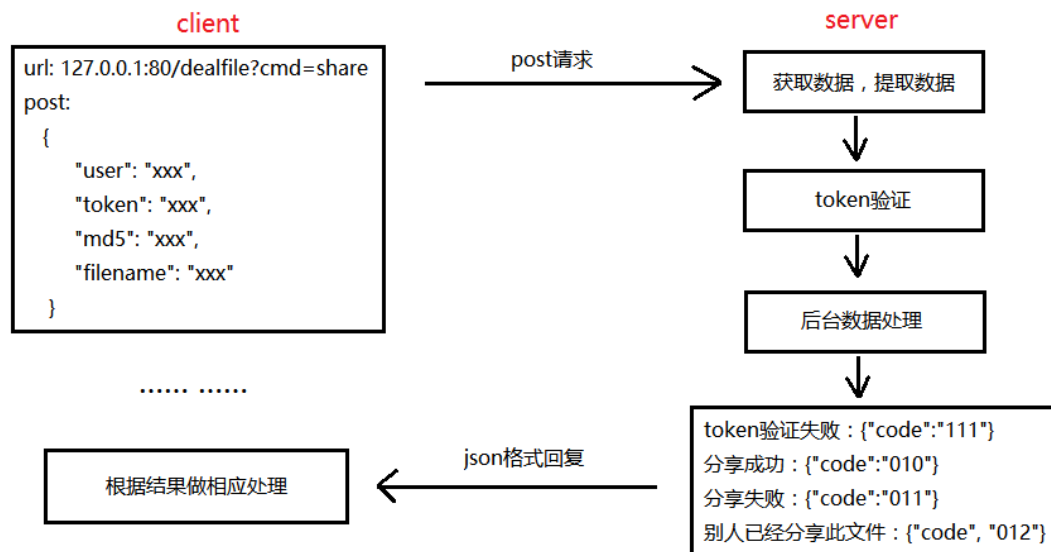 client
url: 127.0.0.1:80/dealfile?cmd=share
post:
{
"user": "xxx",
"token": "xxx",
"md5": "xxx",
"filename": "xxx"
}
post请求
server
获取数据，提取数据
token验证
后台数据处理
token验证失败：{"code":"111"}
分享成功：{"code":"010"}
分享失败：{"code":"011"}
别人已经分享此文件：{"code", "012"}
json格式回复
...... ......
根据结果做相应处理